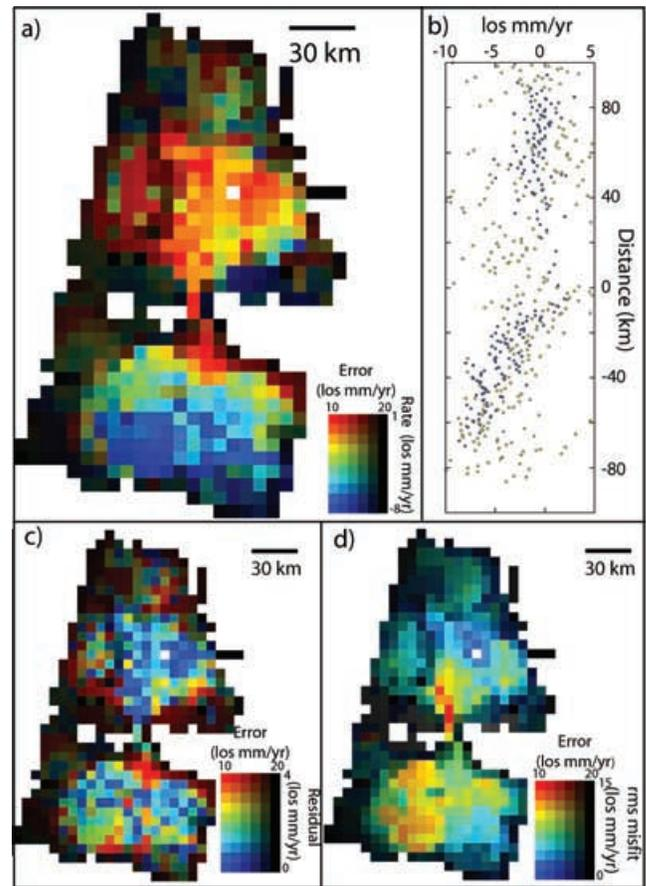 a)
30 km
Error
(los mm/yr)
10 20
1
Rate (los mm/yr)
-8
b)
los mm/yr
-10 -5 0 5
80
40
0
-40
-80
Distance (km)
c)
30 km
Error
(los mm/yr)
10 20
4
0
Residual (los mm/yr)
d)
30 km
Error
(los mm/yr)
10 20
15
0
rms misfit (los mm/yr)